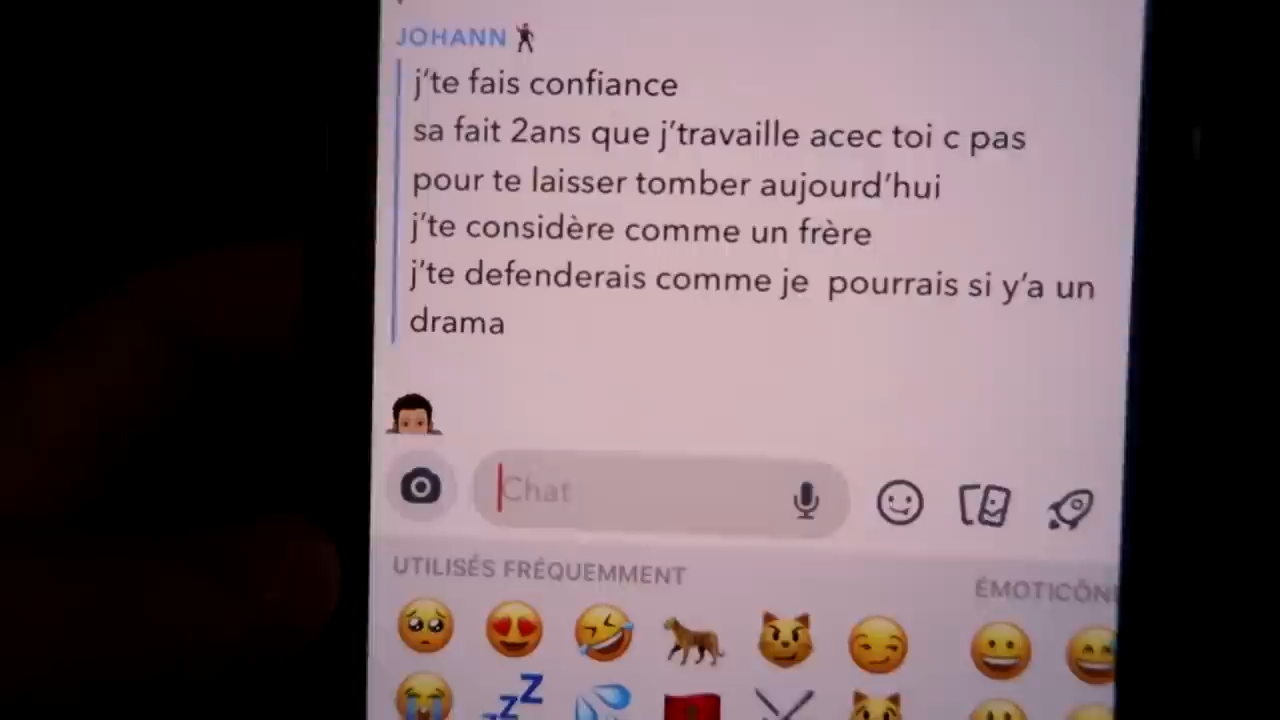 JOHANN
j'te fais confiance
sa fait 2ans que j'travaille acec toi c pas
pour te laisser tomber aujourd'hui
j'te considère comme un frère
j'te defenderais comme je pourrais si y'a un
drama
Chat
UTILISÉS FRÉQUEMMENT
ÉMOTICÔN